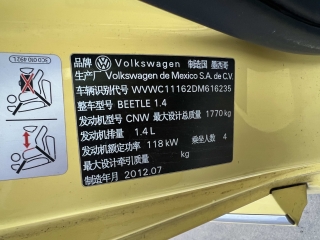 5C0 010 492 L
品牌 Volkswagen 制造国 墨西哥
生产厂 Volkswagen de Mexico S.A. de C.V.
车辆识别代号 WVWC11162DM616235
整车型号 BEETLE 1.4
发动机型号 CNW 最大设计总质量 1770 kg
发动机排量 1.4 L
发动机额定功率 118 kW 乘坐人数 4
最大设计牵引质量 kg
制造年月 2012.07